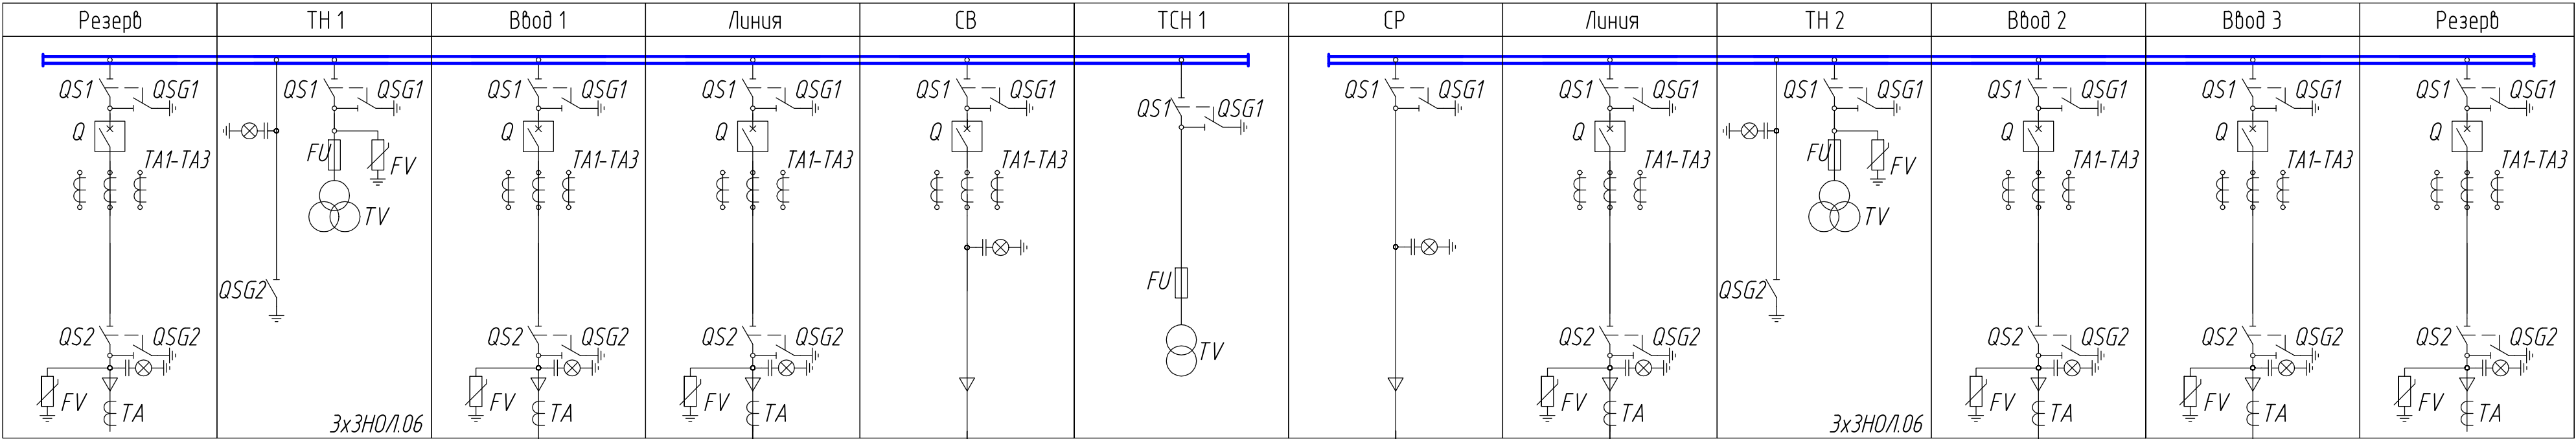 Резерв
ТН 1
Ввод 1
Линия
СВ
ТСН 1
СР
Линия
ТН 2
Ввод 2
Ввод 3
Резерв
QS1 QSG1
Q
TA1-TA3
QS2 QSG2
FV TA
QS1 QSG1
FU FV
TV
QSG2
3хЗНОЛ.06
QS1 QSG1
Q
TA1-TA3
QS2 QSG2
FV TA
QS1 QSG1
Q
TA1-TA3
QS2 QSG2
FV TA
QS1 QSG1
Q
TA1-TA3
QS1 QSG1
FU
TV
QS1 QSG1
QS1 QSG1
Q
TA1-TA3
QS2 QSG2
FV TA
QS1 QSG1
FU FV
TV
QSG2
3хЗНОЛ.06
QS1 QSG1
Q
TA1-TA3
QS2 QSG2
FV TA
QS1 QSG1
Q
TA1-TA3
QS2 QSG2
FV TA
QS1 QSG1
Q
TA1-TA3
QS2 QSG2
FV TA